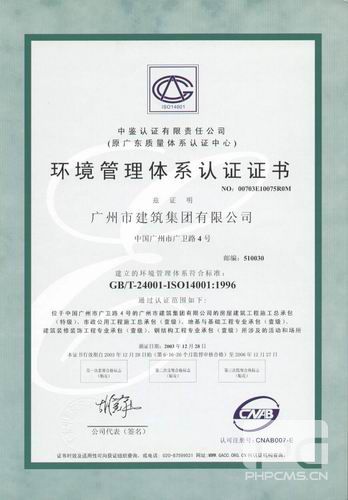 ISO14001
中鉴认证有限责任公司
(原广东质量体系认证中心)
环境管理体系认证证书
NO: 00703E10075R0M
兹 证 明
广州市建筑集团有限公司
中国广州市广卫路 4 号
邮编: 510030
建立的环境管理体系符合标准:
GB/T-24001-ISO14001:1996
通过认证范围如下:
位于中国广州市广卫路 4 号的广州市建筑集团有限公司的房屋建筑工程施工总承包
(特级)、市政公用工程施工总承包 (壹级)、地基与基础工程专业承包 (壹级)、
建筑装修装饰工程专业承包 (壹级)、钢结构工程专业承包 (壹级) 所涉及的活动和场所
颁证日期: 2003 年 12 月 28 日
公司代表 (签名)
CNAB
认可注册号: CNAB007-E
PHPCMS.CN